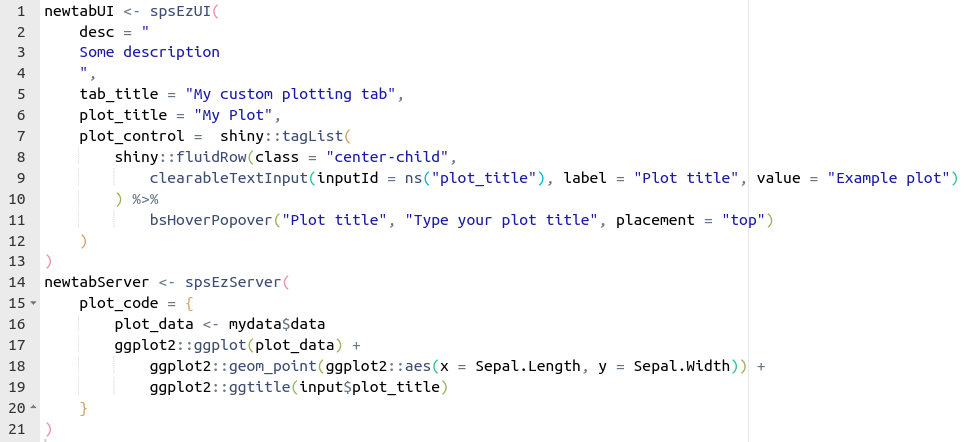 1 newtabUI <- spsEzUI(
2     desc = "
3     Some description
4     ",
5     tab_title = "My custom plotting tab",
6     plot_title = "My Plot",
7     plot_control =  shiny::tagList(
8         shiny::fluidRow(class = "center-child",
9             clearableTextInput(inputId = ns("plot_title"), label = "Plot title", value = "Example plot")
10         ) %>%
11             bsHoverPopover("Plot title", "Type your plot title", placement = "top")
12     )
13 )
14 newtabServer <- spsEzServer(
15     plot_code = {
16         plot_data <- mydata$data
17         ggplot2::ggplot(plot_data) +
18             ggplot2::geom_point(ggplot2::aes(x = Sepal.Length, y = Sepal.Width)) +
19             ggplot2::ggtitle(input$plot_title)
20     }
21 )